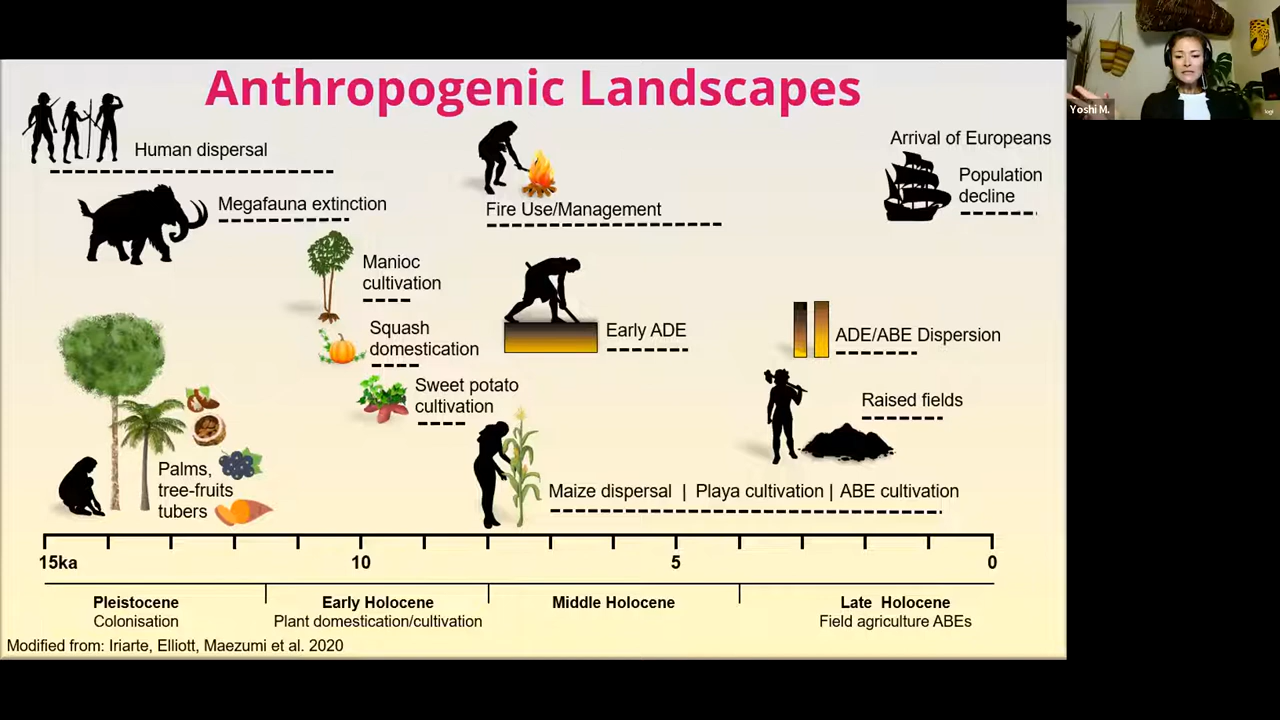 Anthropogenic Landscapes
Yoshi M.
Human dispersal
Arrival of Europeans
Population
decline
Megafauna extinction
Fire Use/Management
Manioc
cultivation
Squash
domestication
Early ADE
ADE/ABE Dispersion
Sweet potato
cultivation
Raised fields
Palms,
tree-fruits
tubers
Maize dispersal | Playa cultivation | ABE cultivation
15ka 10 5 0
Pleistocene
Colonisation
Early Holocene
Plant domestication/cultivation
Middle Holocene
Late Holocene
Field agriculture ABEs
Modified from: Iriarte, Elliott, Maezumi et al. 2020